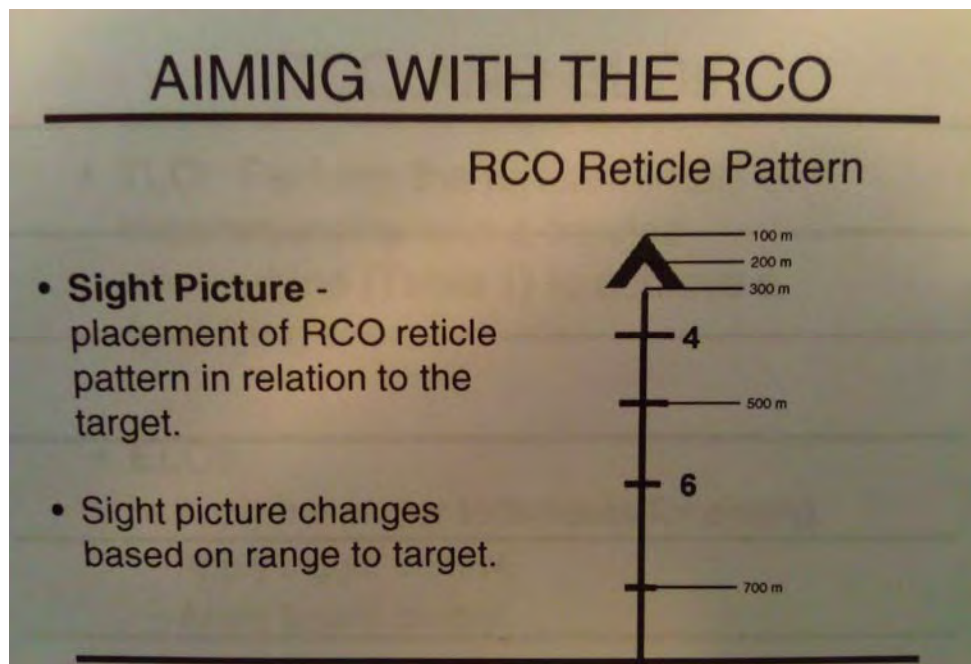 AIMING WITH THE RCO
RCO Reticle Pattern
• Sight Picture -
placement of RCO reticle
pattern in relation to the
target.
• Sight picture changes
based on range to target.
100 m
200 m
300 m
4
500 m
6
700 m